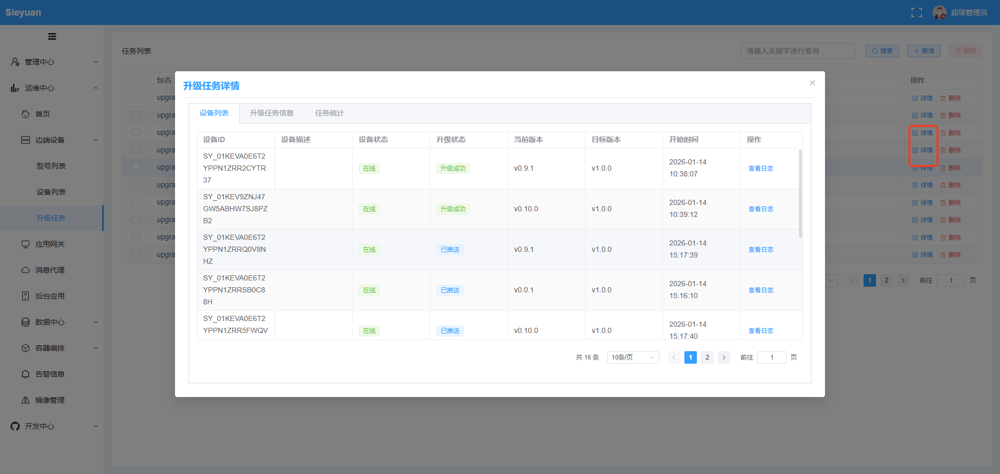 Sieyuan
超级管理员
管理中心
运维中心
首页
边端设备
型号列表
设备列表
升级任务
应用网关
消息代理
后台应用
数据中心
容器编排
告警信息
镜像管理
开发中心
任务列表
请输入关键字进行查询
搜索
新增
删除
包名
操作
upgra
详情 删除
upgra
详情 删除
upgra
详情 删除
upgra
详情 删除
upgra
详情 删除
upgra
详情 删除
upgra
详情 删除
upgra
详情 删除
upgra
详情 删除
upgra
详情 删除
1 2 前往 1 页
升级任务详情
设备列表 升级任务信息 任务统计
设备ID 设备描述 设备状态 升级状态 当前版本 目标版本 开始时间 操作
SY_01KEVA0E6T2
YPPN1ZRR2CYTR
37
在线 升级成功 v0.9.1 v1.0.0
2026-01-14
10:38:07
查看日志
SY_01KEV9ZNJ47
GW5ABHW7SJ8PZ
B2
在线 升级成功 v0.10.0 v1.0.0
2026-01-14
10:39:12
查看日志
SY_01KEVA0E6T2
YPPN1ZRRQ0V8N
HZ
在线 已推送 v0.9.1 v1.0.0
2026-01-14
15:17:39
查看日志
SY_01KEVA0E6T2
YPPN1ZRRSB0C8
8H
在线 已推送 v0.0.1 v1.0.0
2026-01-14
15:16:10
查看日志
SY_01KEVA0E6T2
YPPN1ZRR5FWQV
在线 已推送 v0.10.0 v1.0.0
2026-01-14
15:17:40
查看日志
共 16 条 10条/页 1 2 前往 1 页